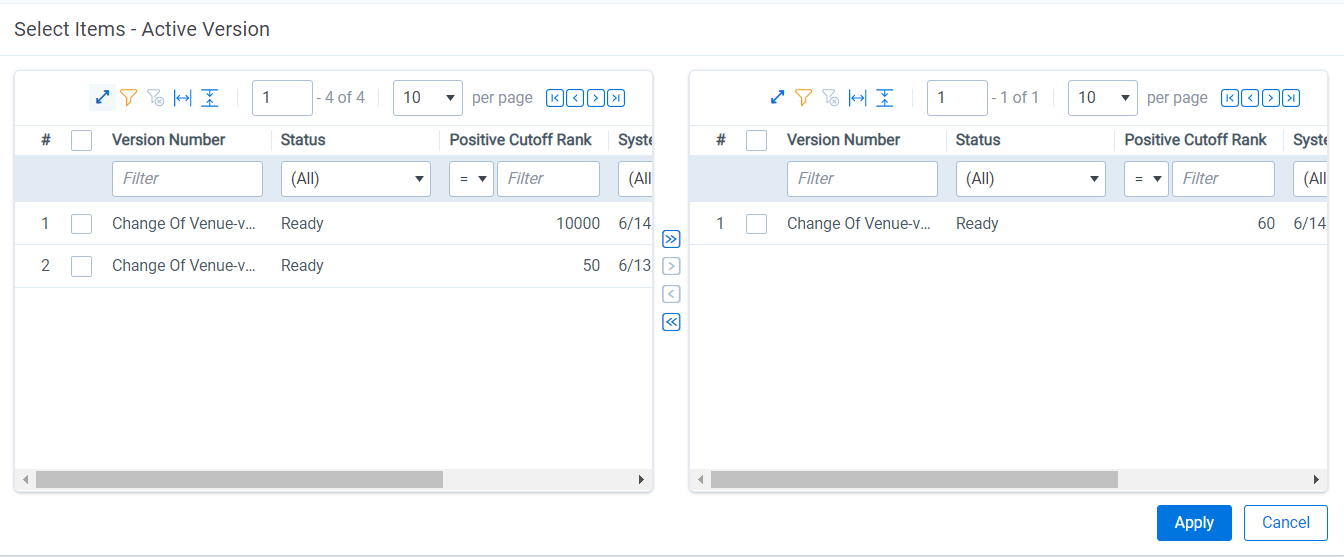 Select Items - Active Version
1 - 4 of 4 10 per page
# Version Number Status Positive Cutoff Rank Syste
Filter (All) = Filter (All
1 Change Of Venue-v... Ready 10000 6/14
2 Change Of Venue-v... Ready 50 6/13
1 - 1 of 1 10 per page
# Version Number Status Positive Cutoff Rank Syste
Filter (All) = Filter (All
1 Change Of Venue-v... Ready 60 6/14
Apply Cancel